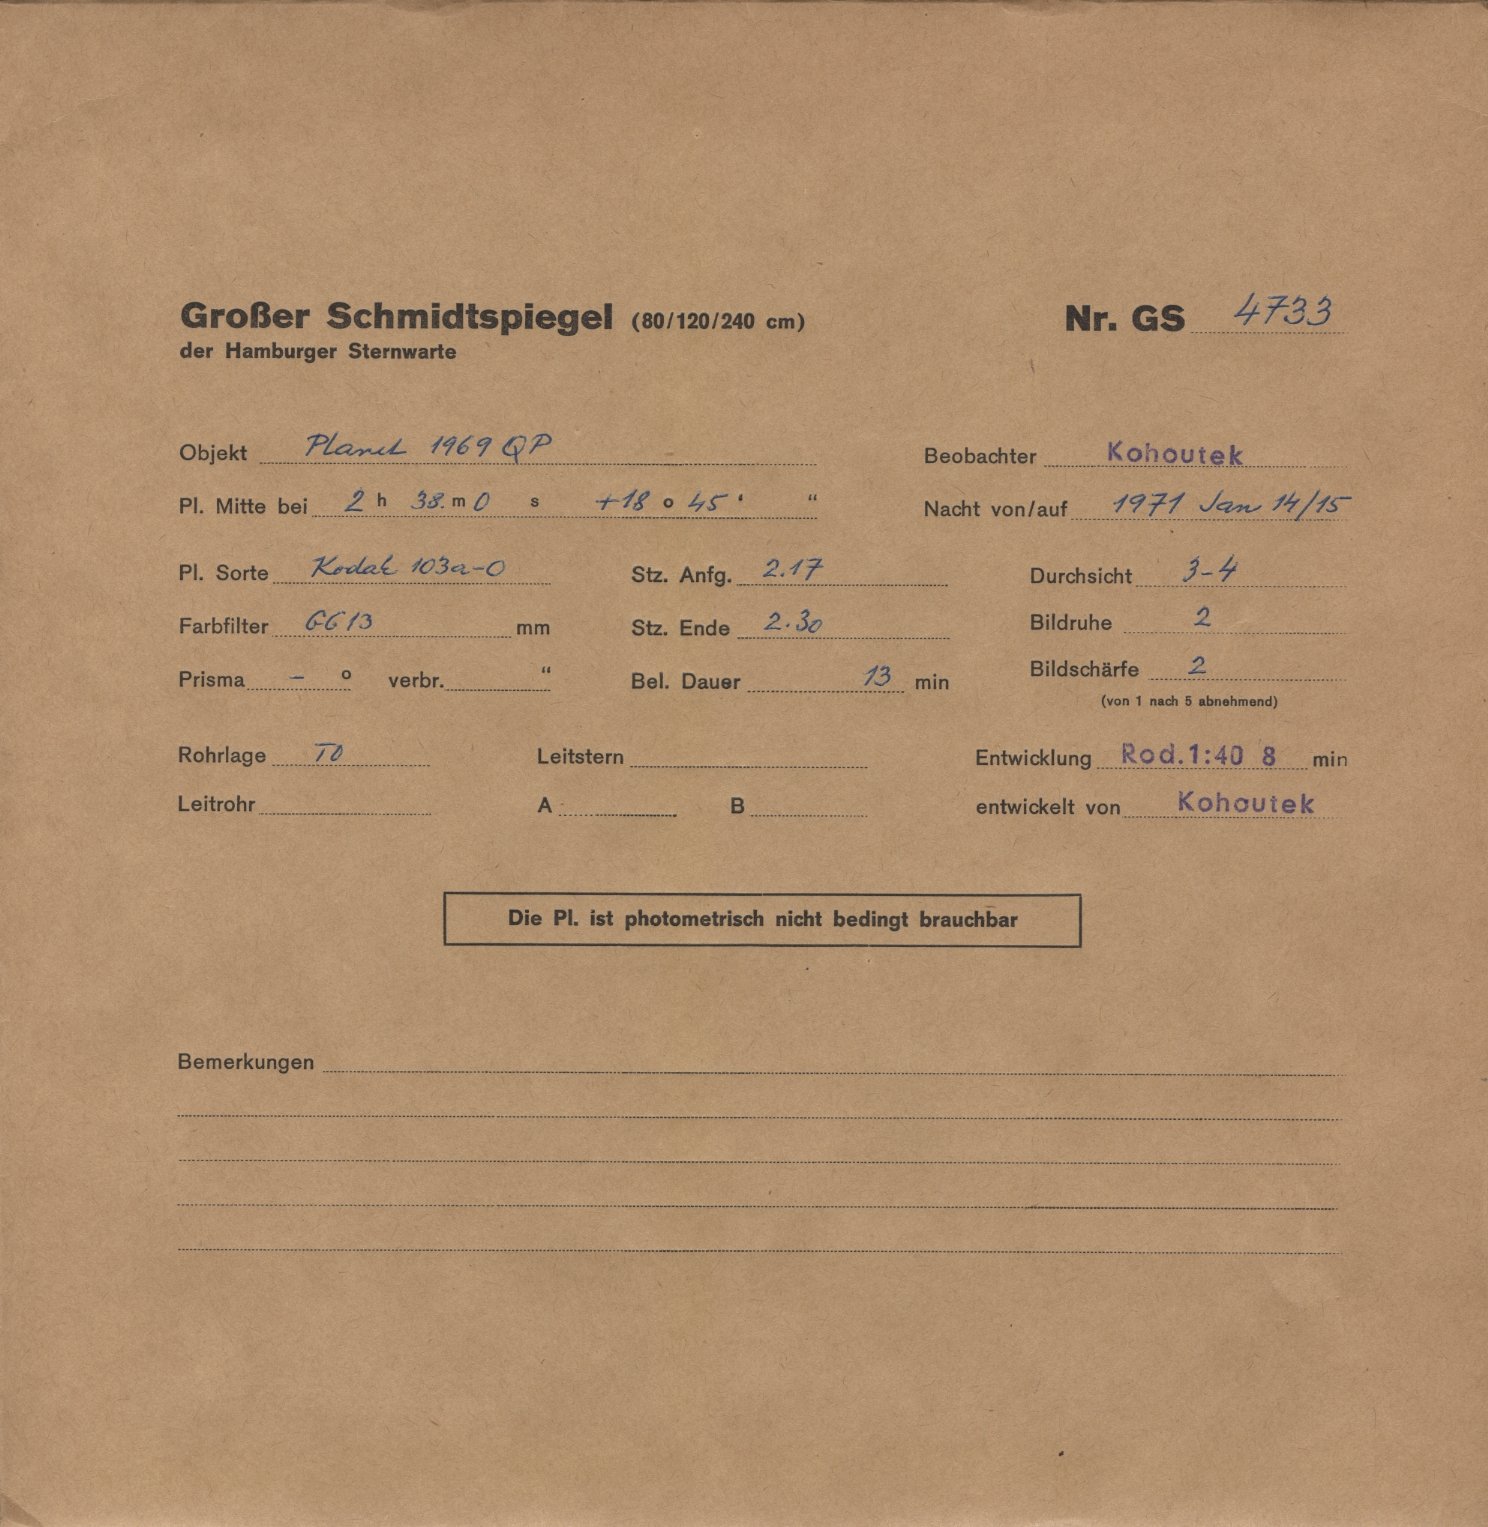 Großer Schmidtspiegel (80/120/240 cm) Nr. GS 4733
der Hamburger Sternwarte
Objekt Planet 1969 QP Beobachter Kohoutek
Pl. Mitte bei 2 h 38. m 0 s +18 o 45 ‘ “ Nacht von/auf 1971 Jan 14/15
Pl. Sorte Kodak 103a-O Stz. Anfg. 2.17 Durchsicht 3-4
Farbfilter GG13 mm Stz. Ende 2.30 Bildruhe 2
Prisma – o verbr. “ Bel. Dauer 13 min Bildschärfe 2
(von 1 nach 5 abnehmend)
Rohrlage TO Leitstern Entwicklung Rod.1:40 8 min
Leitrohr A B entwickelt von Kohoutek
Die Pl. ist photometrisch nicht bedingt brauchbar
Bemerkungen